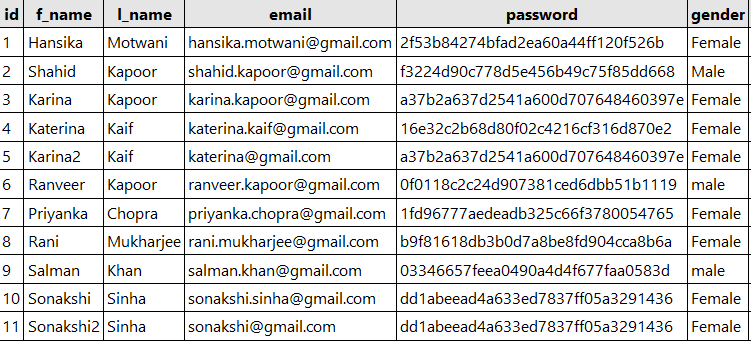 id f_name l_name email password gender
1 Hansika Motwani hansika.motwani@gmail.com 2f53b84274bfad2ea60a44ff120f526b Female
2 Shahid Kapoor shahid.kapoor@gmail.com f3224d90c778d5e456b49c75f85dd668 Male
3 Karina Kapoor karina.kapoor@gmail.com a37b2a637d2541a600d707648460397e Female
4 Katerina Kaif katerina.kaif@gmail.com 16e32c2b68d80f02c4216cf316d870e2 Female
5 Karina2 Kaif katerina@gmail.com a37b2a637d2541a600d707648460397e Female
6 Ranveer Kapoor ranveer.kapoor@gmail.com 0f0118c2c24d907381ced6dbb51b1119 male
7 Priyanka Chopra priyanka.chopra@gmail.com 1fd96777aedeadb325c66f3780054765 Female
8 Rani Mukharjee rani.mukharjee@gmail.com b9f81618db3b0d7a8be8fd904cca8b6a Female
9 Salman Khan salman.khan@gmail.com 03346657feea0490a4d4f677faa0583d male
10 Sonakshi Sinha sonakshi.sinha@gmail.com dd1abeead4a633ed7837ff05a3291436 Female
11 Sonakshi2 Sinha sonakshi@gmail.com dd1abeead4a633ed7837ff05a3291436 Female